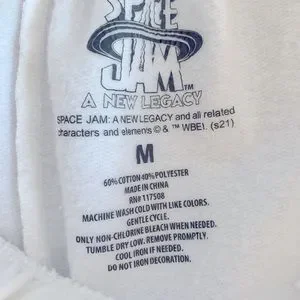 SPACE
JAM™
A NEW LEGACY
SPACE JAM: A NEW LEGACY and all related
characters and elements © & ™ WBEI. (s21)
M
60% COTTON 40% POLYESTER
MADE IN CHINA
RN# 117508
MACHINE WASH COLD WITH LIKE COLORS.
GENTLE CYCLE.
ONLY NON-CHLORINE BLEACH WHEN NEEDED.
TUMBLE DRY LOW. REMOVE PROMPTLY.
COOL IRON IF NEEDED.
DO NOT IRON DECORATION.